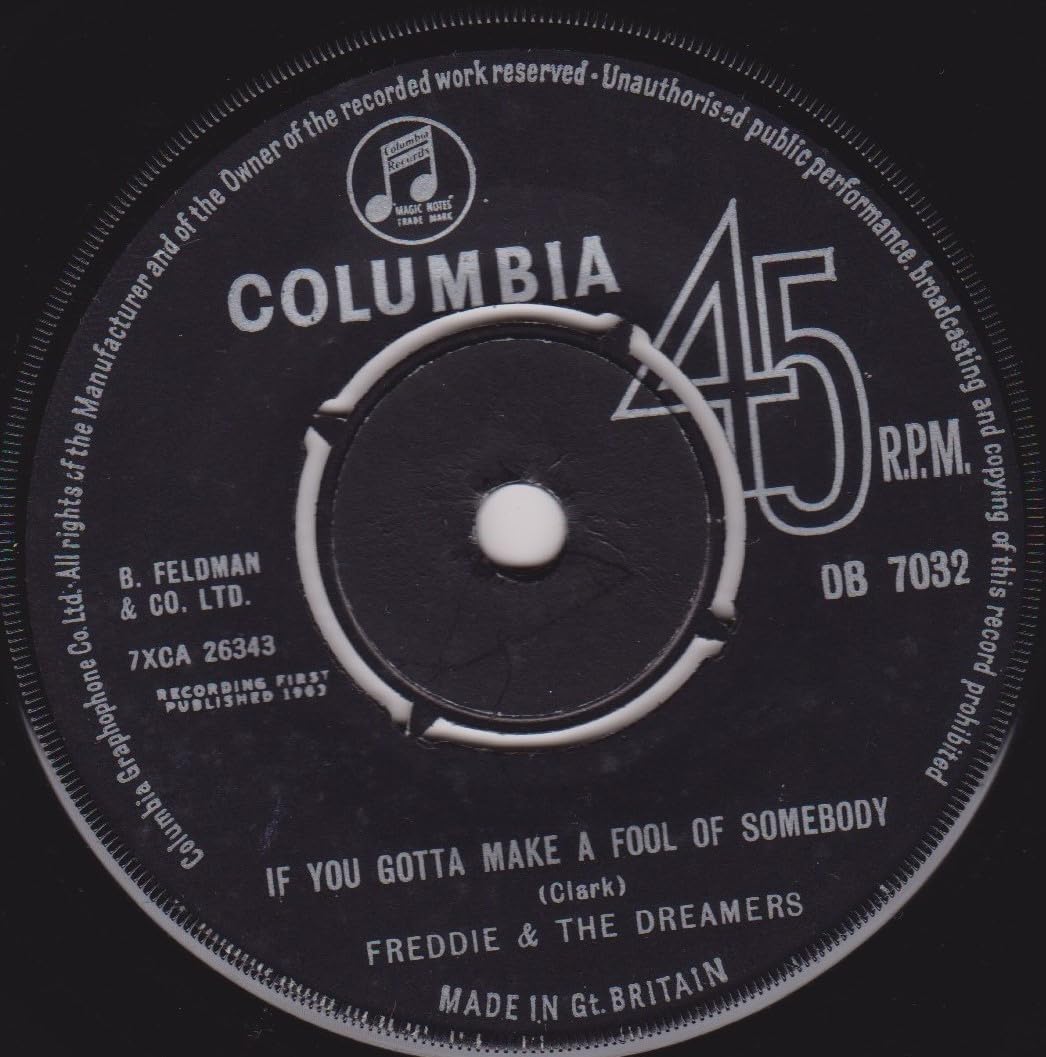 Columbia Graphophone Co. Ltd. · All rights of the Manufacturer and of the Owner of the recorded work reserved · Unauthorised public performance, broadcasting and copying of this record prohibited
Columbia
Records
"MAGIC NOTES"
TRADE MARK
COLUMBIA
45
R.P.M.
B. FELDMAN
& CO. LTD.
DB 7032
7XCA 26343
RECORDING FIRST
PUBLISHED 1963
IF YOU GOTTA MAKE A FOOL OF SOMEBODY
(Clark)
FREDDIE & THE DREAMERS
MADE IN Gt. BRITAIN